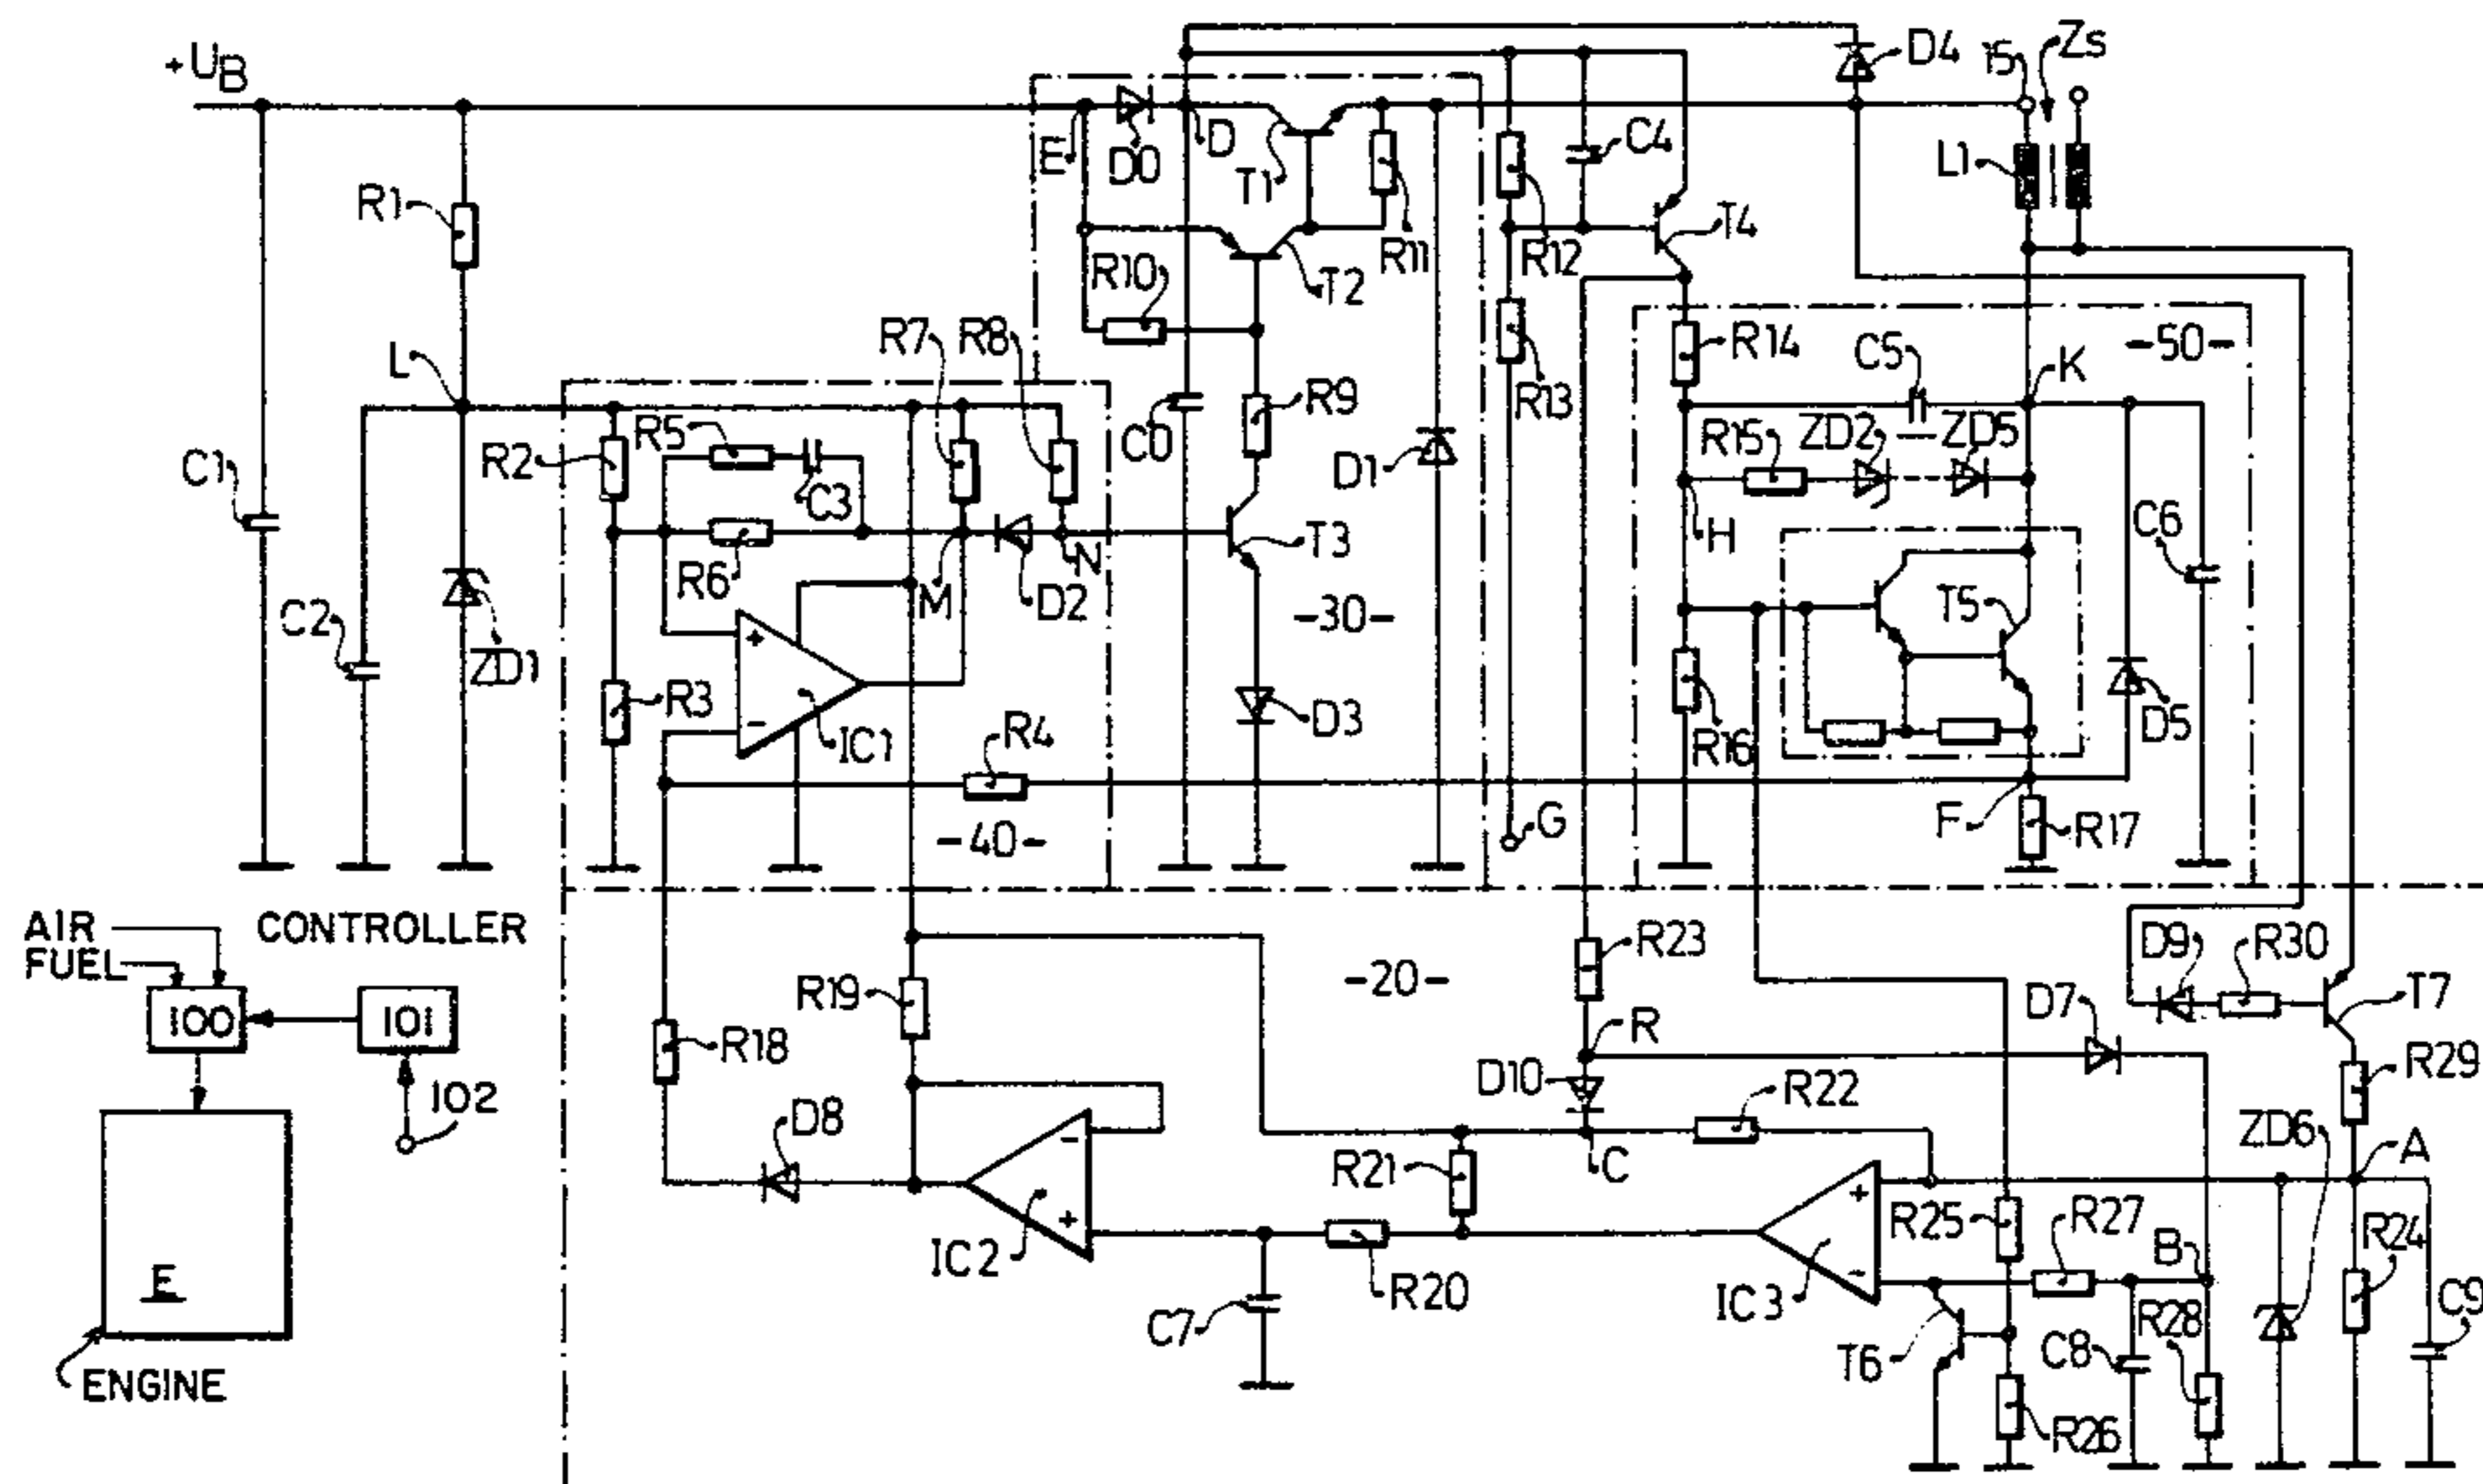 +UB
D4
15
Zs
E
D0
D
T1
C4
L1
R1
R11
R12
T4
R10
T2
L
R7
R8
R13
R14
C5
K
-50-
C1
R2
R5
C3
C0
R9
D1
R15
ZD2 - ZD5
H
C6
R6
M
D2
N
T3
-30-
T5
C2
ZD1
R3
IC1
R4
D3
R16
D5
-40-
G
F
R17
AIR
FUEL
CONTROLLER
100
101
102
E
ENGINE
R19
R18
-20-
R23
D9
R30
T7
D7
R
R29
D10
R22
ZD6
A
D8
C
R21
IC2
R20
C7
IC3
R25
R27
B
R24
T6
C8
R28
C9
R26